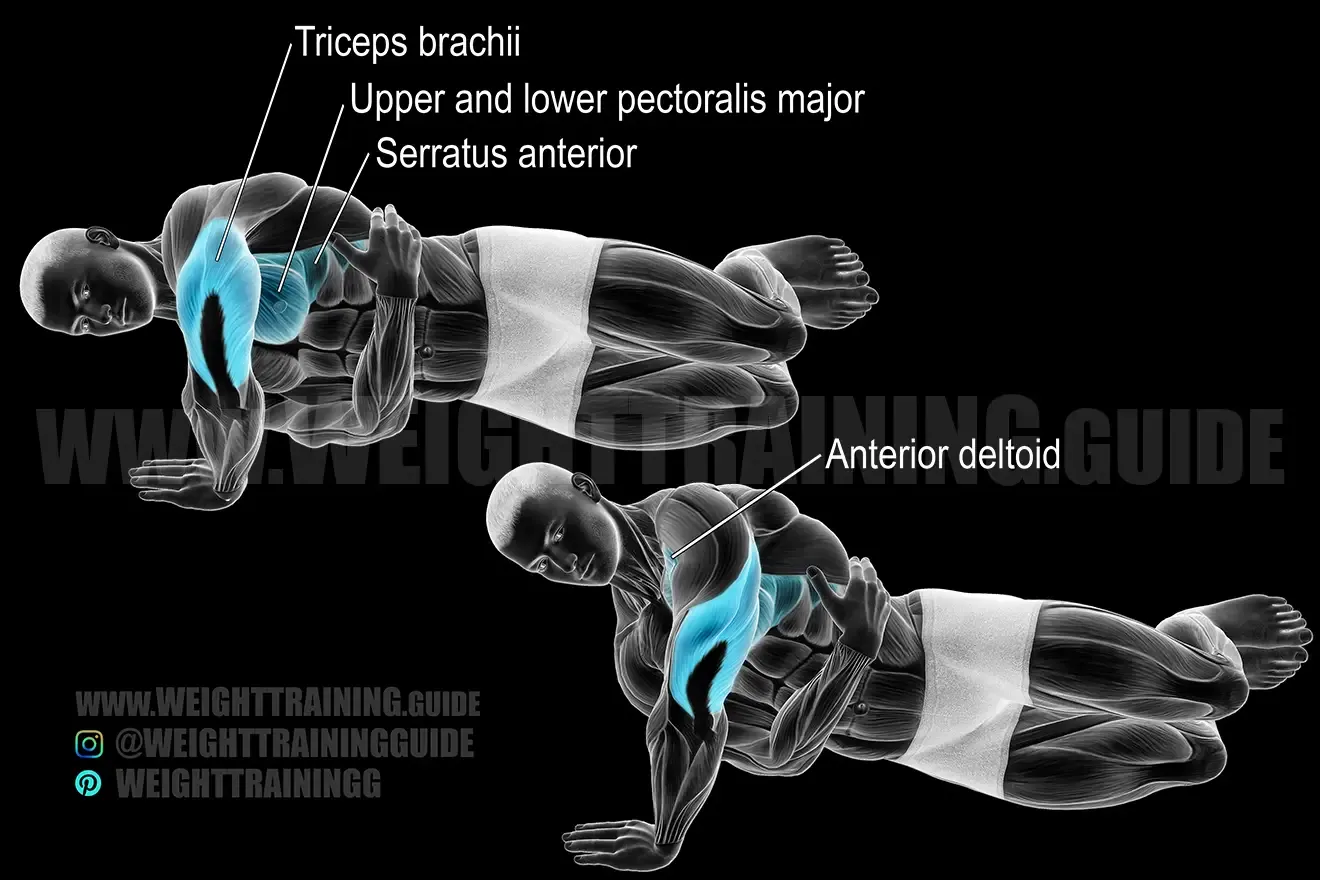 Triceps brachii
Upper and lower pectoralis major
Serratus anterior
WWW.WEIGHTTRAINING.GUIDE
Anterior deltoid
WWW.WEIGHTTRAINING.GUIDE
@WEIGHTTRAININGGUIDE
WEIGHTTRAININGG